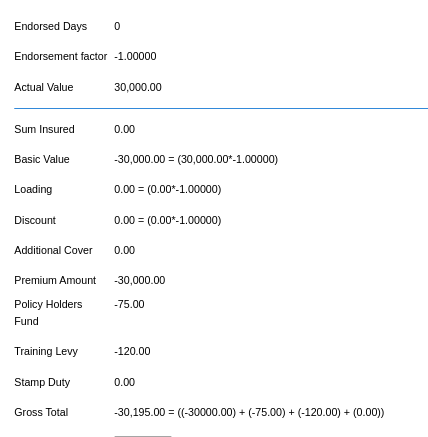 Endorsed Days 0
Endorsement factor -1.00000
Actual Value 30,000.00
Sum Insured 0.00
Basic Value -30,000.00 = (30,000.00*-1.00000)
Loading 0.00 = (0.00*-1.00000)
Discount 0.00 = (0.00*-1.00000)
Additional Cover 0.00
Premium Amount -30,000.00
Policy Holders -75.00
Fund
Training Levy -120.00
Stamp Duty 0.00
Gross Total -30,195.00 = ((-30000.00) + (-75.00) + (-120.00) + (0.00))